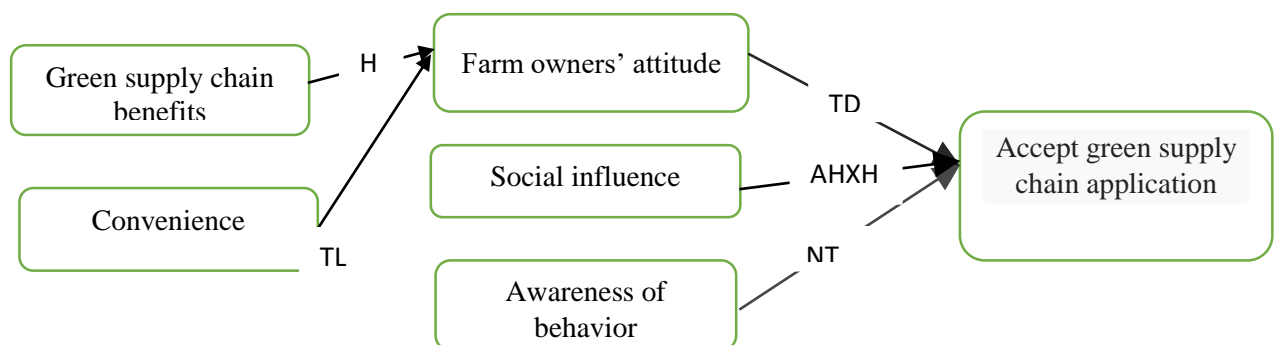 Green supply chain
benefits
H
Farm owners’ attitude
TD
Accept green supply
chain application
Social influence
AHXH
Convenience
TL
NT
Awareness of
behavior